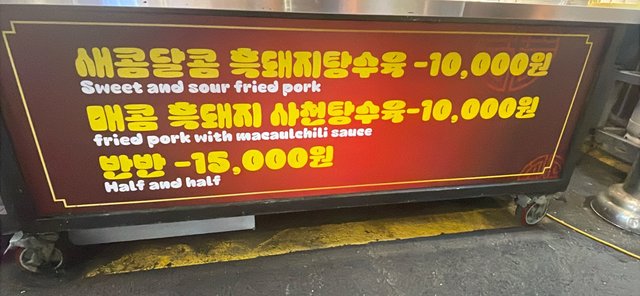 새콤달콤 흑돼지탕수육 -10,000원
Sweet and sour fried pork
매콤 흑돼지 사천탕수육-10,000원
fried pork with macaulchili sauce
반반 -15,000원
Half and half